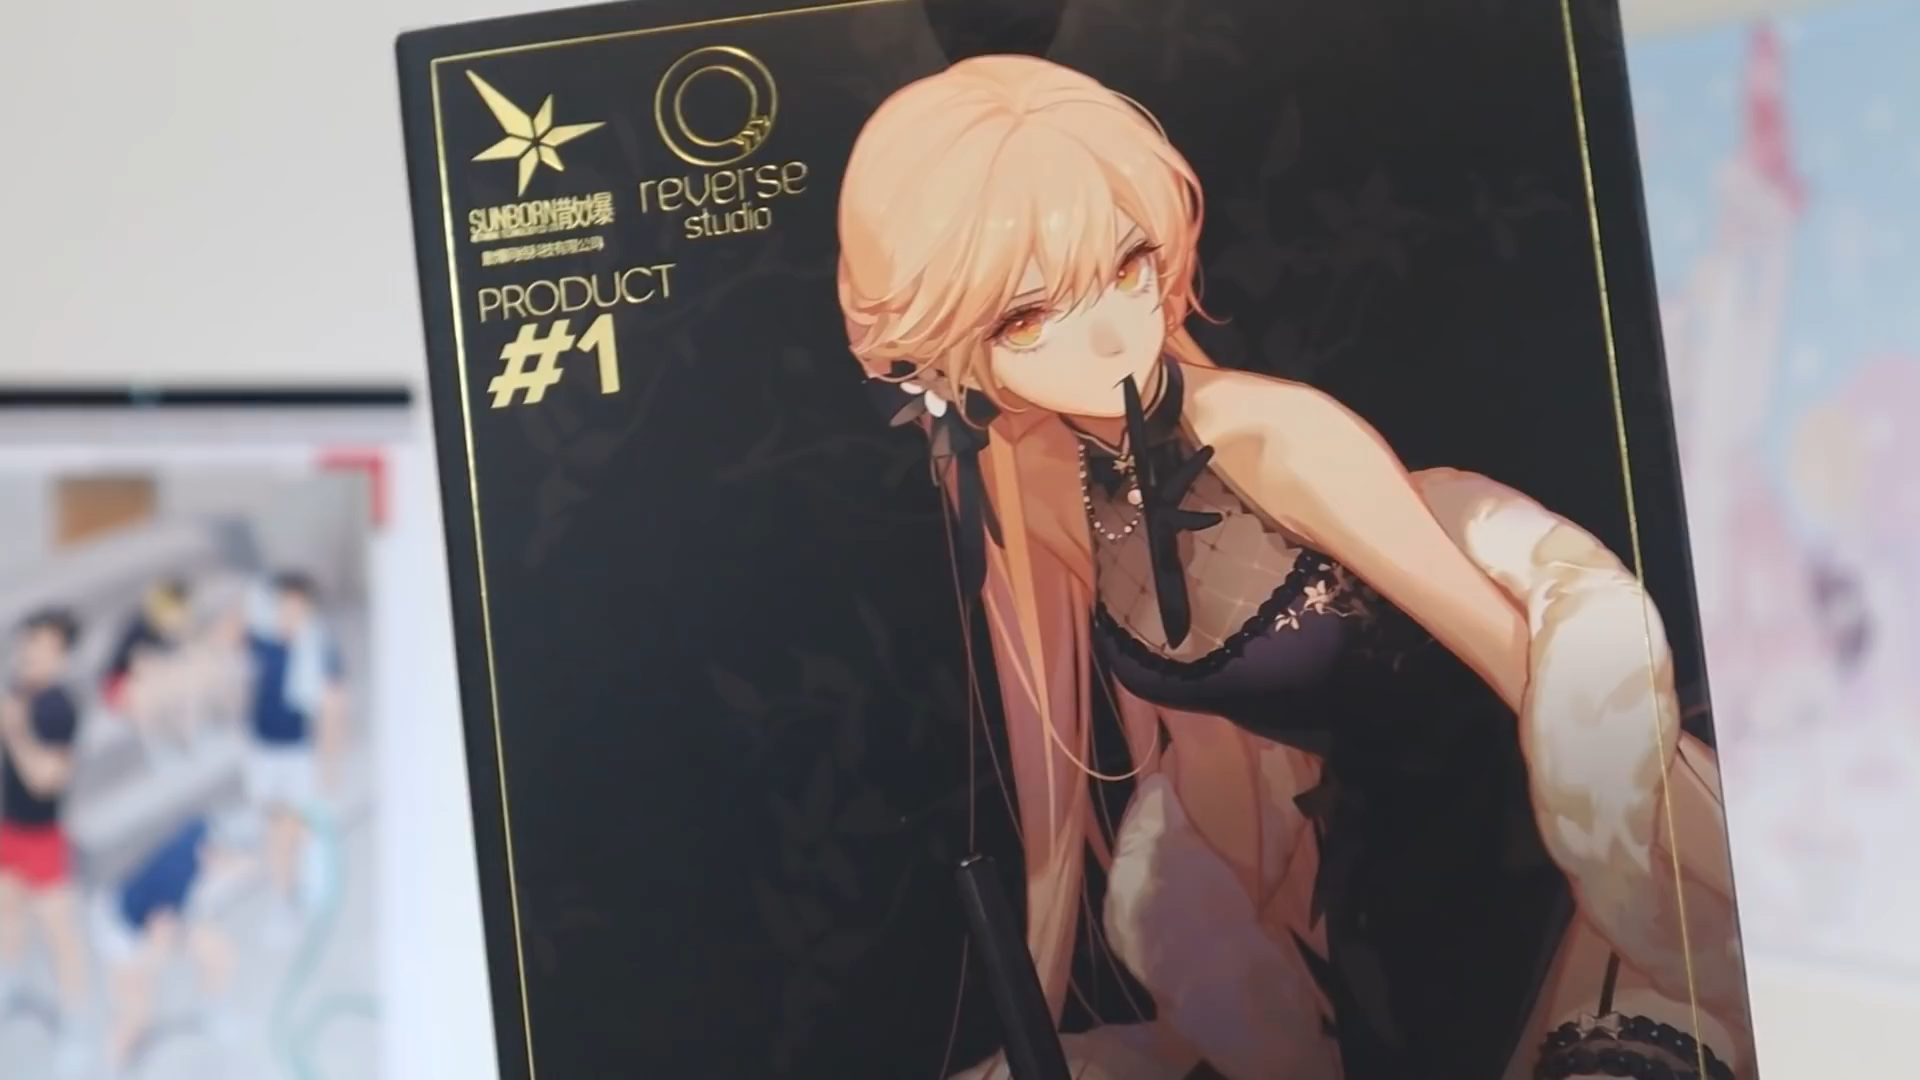 SUNBORN散爆
reverse
studio
PRODUCT
#1